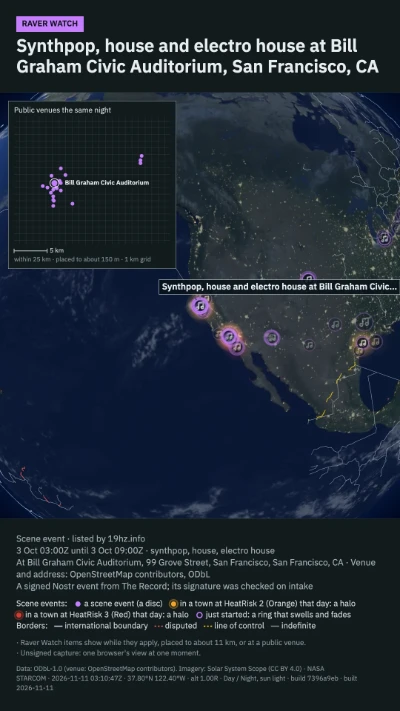 RAVER WATCH
Synthpop, house and electro house at Bill
Graham Civic Auditorium, San Francisco, CA
Public venues the same night
Bill Graham Civic Auditorium
5 km
within 25 km · placed to about 150 m · 1 km grid
Synthpop, house and electro house at Bill Graham Civic...
Scene event · listed by 19hz.info
3 Oct 03:00Z until 3 Oct 09:00Z · synthpop, house, electro house
At Bill Graham Civic Auditorium, 99 Grove Street, San Francisco, San Francisco, CA · Venue
and address: OpenStreetMap contributors, ODbL
A signed Nostr event from The Record; its signature was checked on intake
Scene events: a scene event (a disc) in a town at HeatRisk 2 (Orange) that day: a halo
in a town at HeatRisk 3 (Red) that day: a halo just started: a ring that swells and fades
Borders: international boundary disputed line of control indefinite
· Raver Watch items show while they apply, placed to about 11 km, or at a public venue.
· Unsigned capture: one browser's view at one moment.
Data: ODbL-1.0 (venue: OpenStreetMap contributors). Imagery: Solar System Scope (CC BY 4.0) · NASA
STARCOM · 2026-11-11 03:10:47Z · 37.80°N 122.40°W · alt 1.00R · Day / Night, sun light · build 7396a9eb · built
2026-11-11